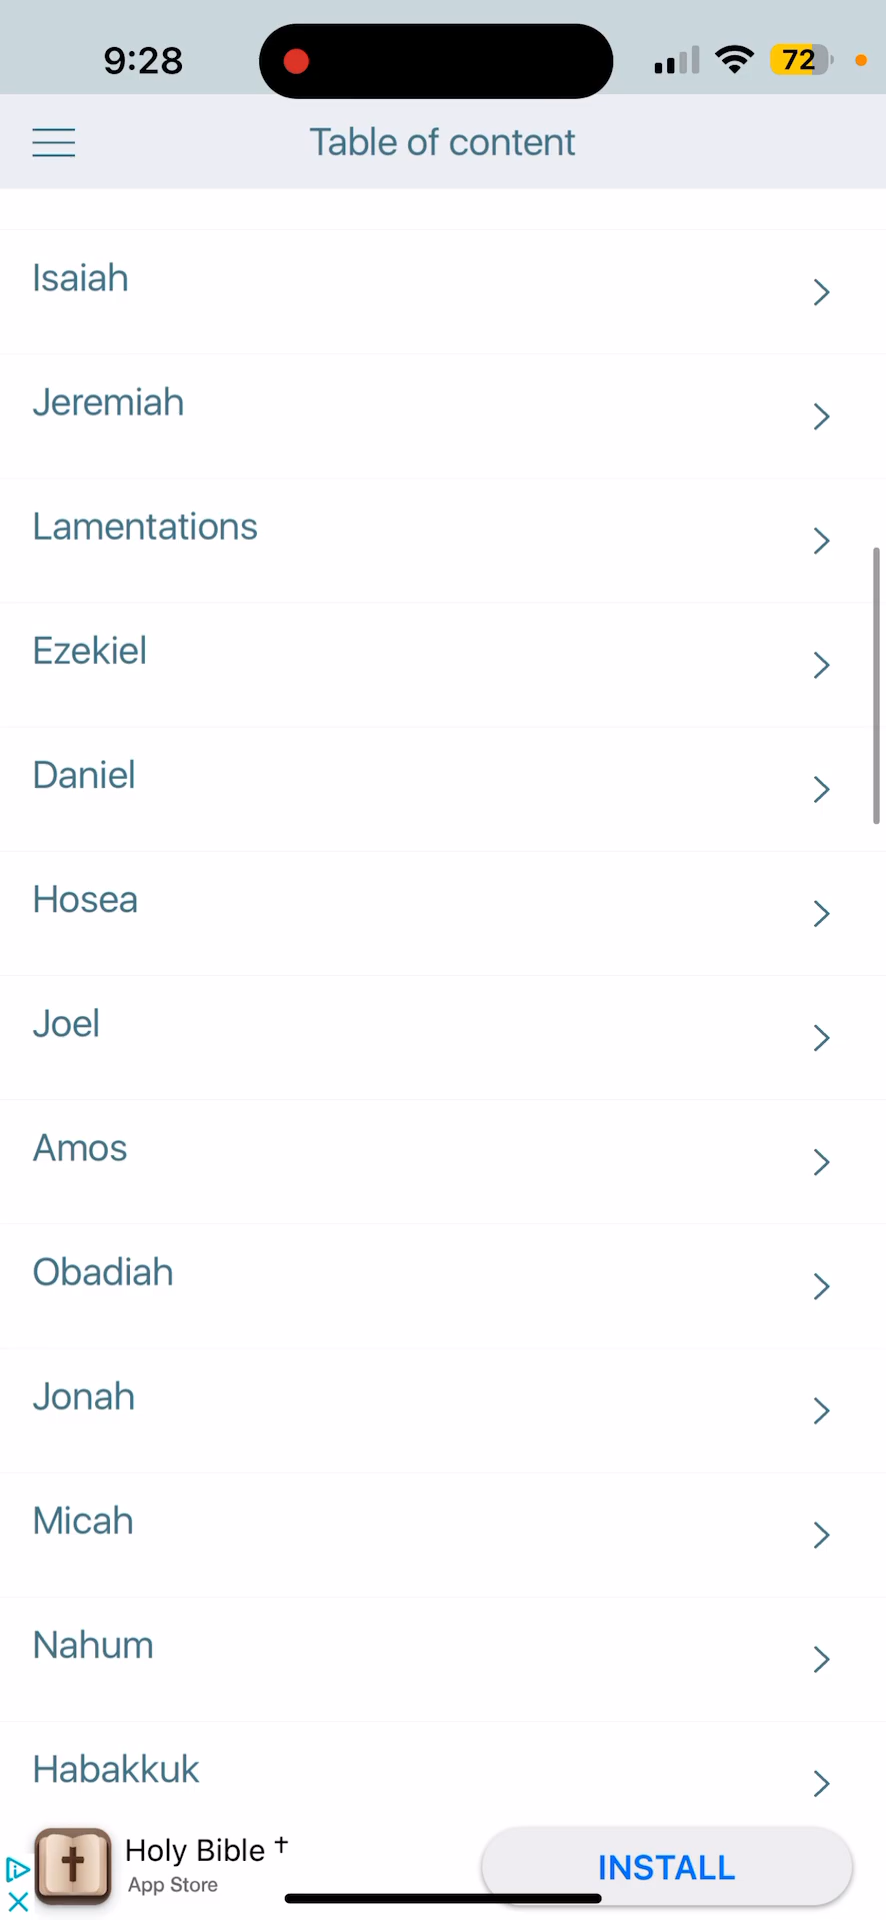 9:28
72
Table of content
Isaiah
Jeremiah
Lamentations
Ezekiel
Daniel
Hosea
Joel
Amos
Obadiah
Jonah
Micah
Nahum
Habakkuk
Holy Bible †
App Store
INSTALL